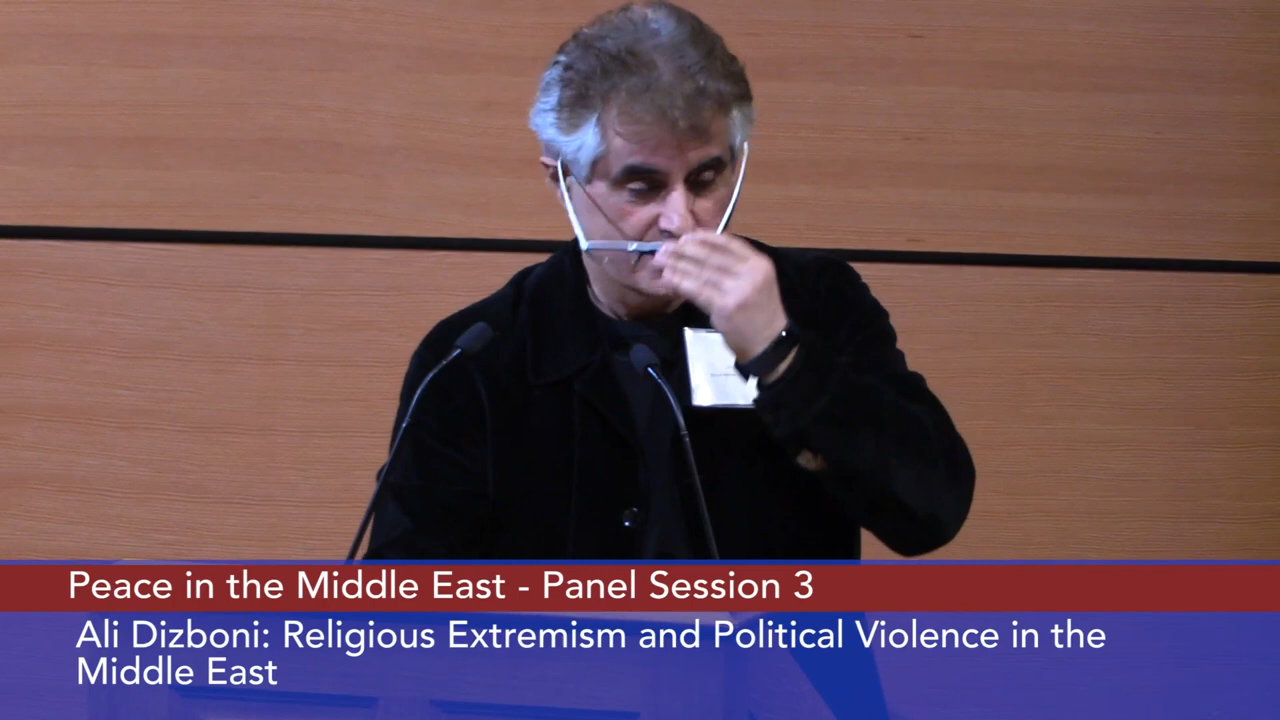 Peace in the Middle East - Panel Session 3
Ali Dizboni: Religious Extremism and Political Violence in the
Middle East